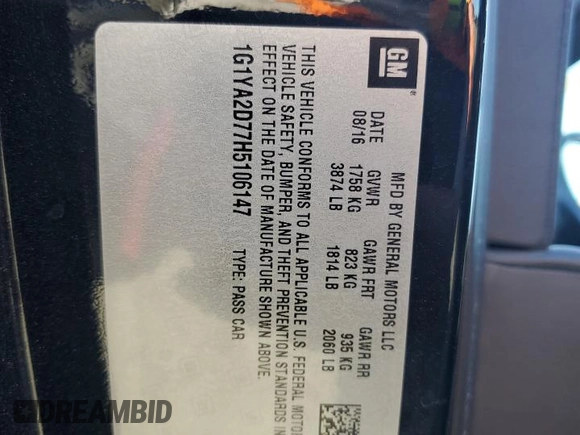 GM
®
MFD BY GENERAL MOTORS LLC
DATE GVWR GAWR FRT GAWR RR
08/16 1758 KG 823 KG 935 KG
3874 LB 1814 LB 2060 LB
THIS VEHICLE CONFORMS TO ALL APPLICABLE U.S. FEDERAL MOTOR
VEHICLE SAFETY, BUMPER, AND THEFT PREVENTION STANDARDS IN
EFFECT ON THE DATE OF MANUFACTURE SHOWN ABOVE.
1G1YA2D77H5106147 TYPE: PASS CAR
DREAMBID